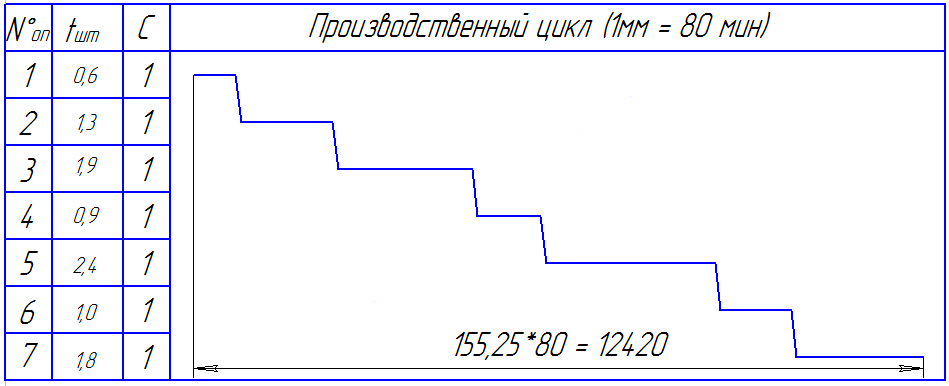 N°оп tшт C Производственный цикл (1мм = 80 мин)
1 0,6 1
2 1,3 1
3 1,9 1
4 0,9 1
5 2,4 1
6 1,0 1
7 1,8 1
155,25*80 = 12420